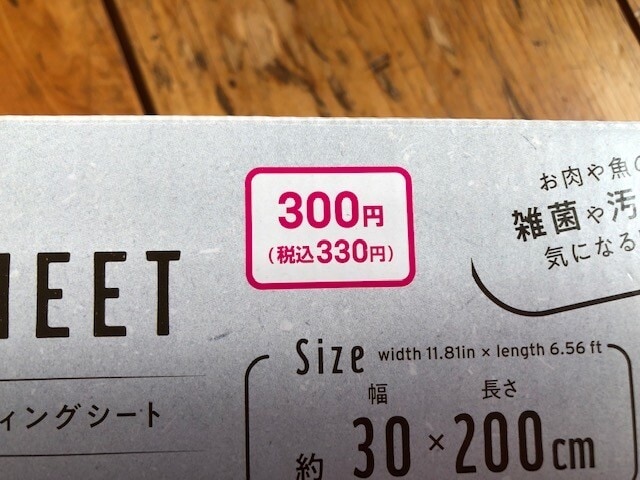 300円
(税込330円)
お肉や魚の
雑菌や汚
気になる
HEET
ィングシート
Size width 11.81in × length 6.56 ft
幅 長さ
約 30 × 200cm